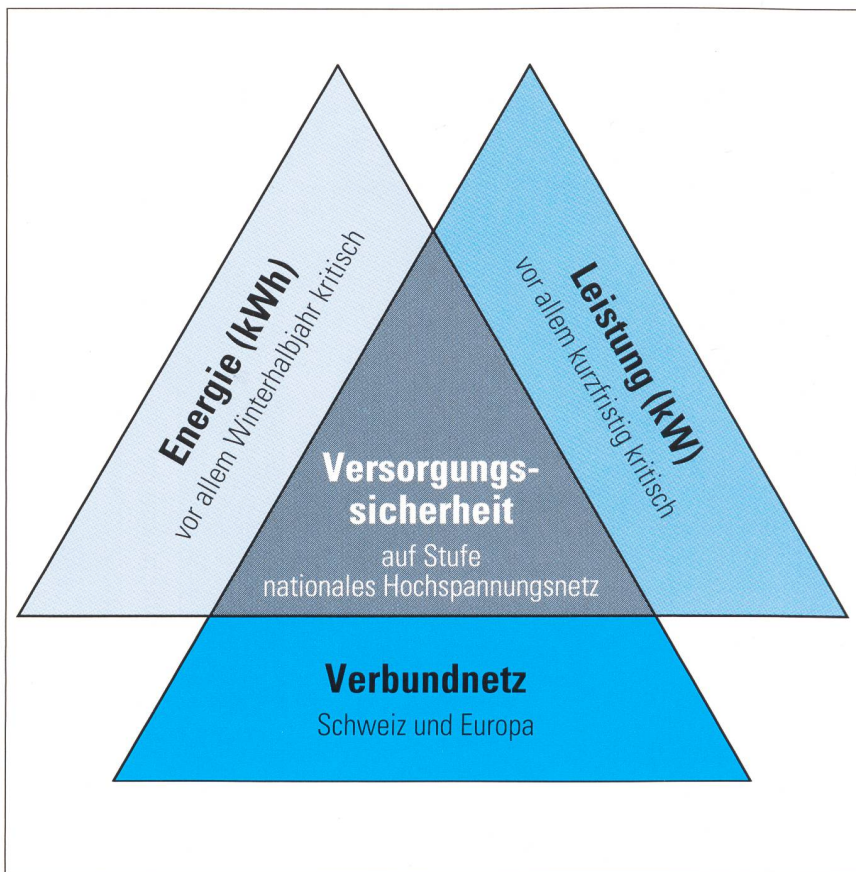 Energie (kWh)
vor allem Winterhalbjahr kritisch
Leistung (kW)
vor allem kurzfristig kritisch
Versorgungs-
sicherheit
auf Stufe
nationales Hochspannungsnetz
Verbundnetz
Schweiz und Europa